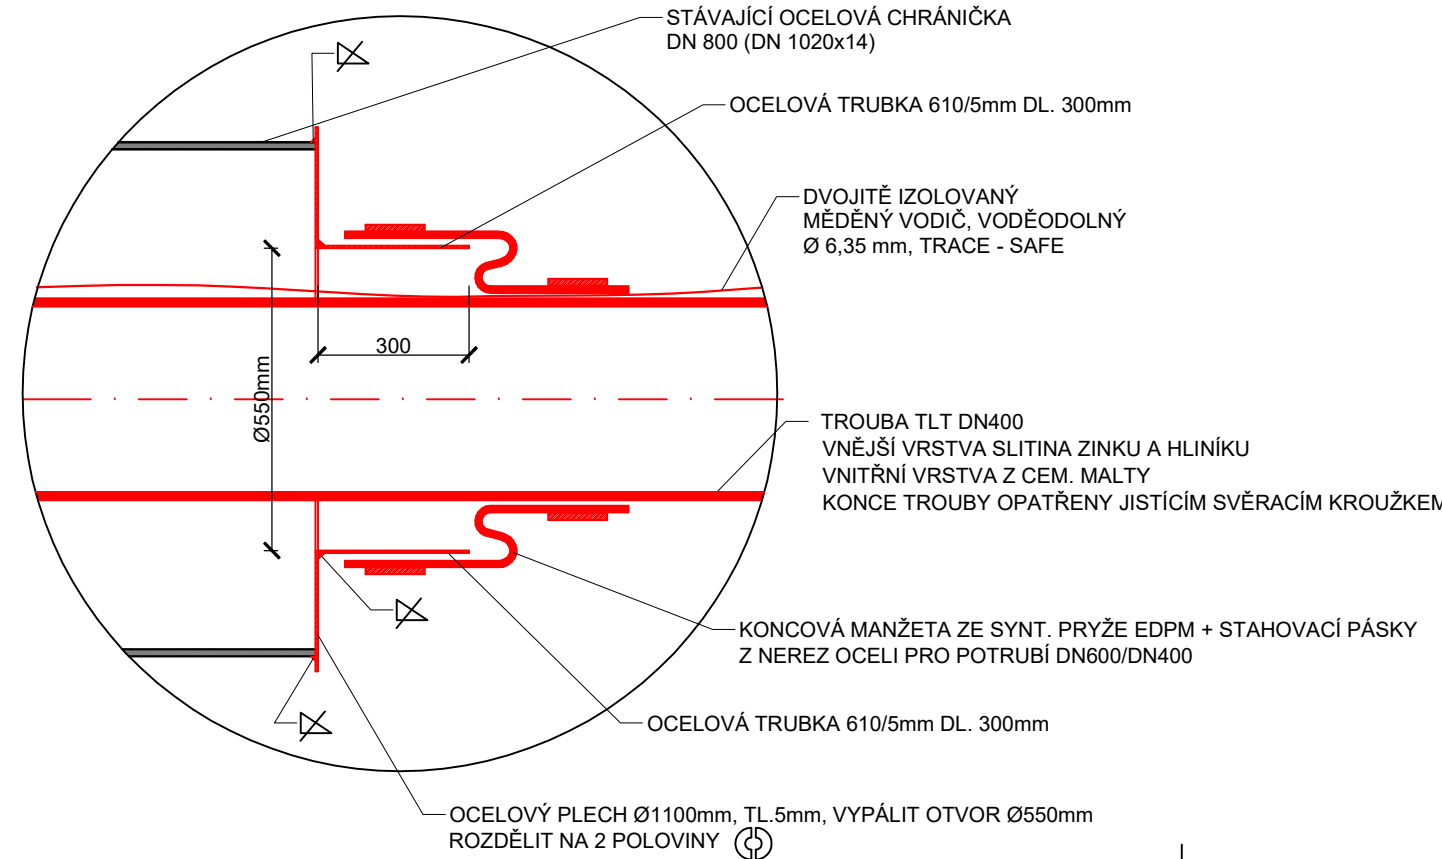 STÁVAJÍCÍ OCELOVÁ CHRÁNIČKA
DN 800 (DN 1020x14)
OCELOVÁ TRUBKA 610/5mm DL. 300mm
DVOJITĚ IZOLOVANÝ
MĚDĚNÝ VODIČ, VODĚODOLNÝ
Ø 6,35 mm, TRACE - SAFE
300
Ø550mm
TROUBA TLT DN400
VNĚJŠÍ VRSTVA SLITINA ZINKU A HLINÍKU
VNITŘNÍ VRSTVA Z CEM. MALTY
KONCE TROUBY OPATŘENY JISTÍCÍM SVĚRACÍM KROUŽKEM
KONCOVÁ MANŽETA ZE SYNT. PRYŽE EDPM + STAHOVACÍ PÁSKY
Z NEREZ OCELI PRO POTRUBÍ DN600/DN400
OCELOVÁ TRUBKA 610/5mm DL. 300mm
OCELOVÝ PLECH Ø1100mm, TL.5mm, VYPÁLIT OTVOR Ø550mm
ROZDĚLIT NA 2 POLOVINY